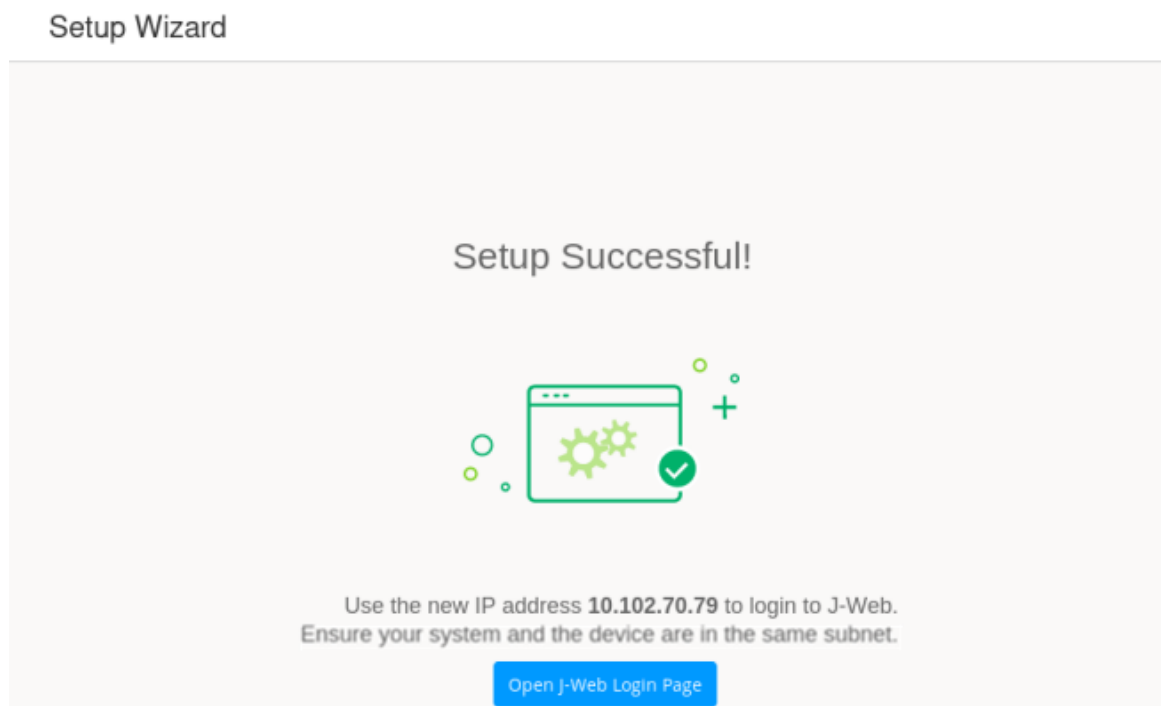 Setup Wizard
Setup Successful!
Use the new IP address 10.102.70.79 to login to J-Web.
Ensure your system and the device are in the same subnet.
Open J-Web Login Page